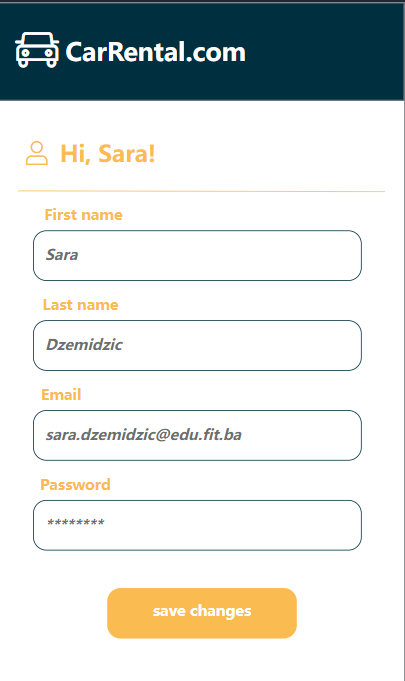 CarRental.com
Hi, Sara!
First name
Sara
Last name
Dzemidzic
Email
sara.dzemidzic@edu.fit.ba
Password
********
save changes